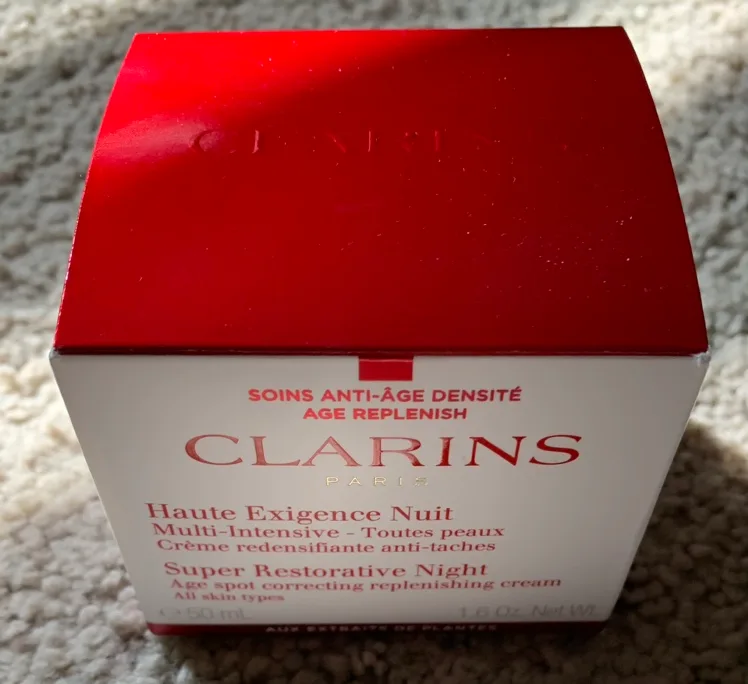 CLARINS
SOINS ANTI-ÂGE DENSITÉ
AGE REPLENISH
CLARINS
PARIS
Haute Exigence Nuit
Multi-Intensive - Toutes peaux
Crème redensifiante anti-taches
Super Restorative Night
Age spot correcting replenishing cream
All skin types
℮ 50 mL 1.6 Oz. Net Wt.
AUX EXTRAITS DE PLANTES